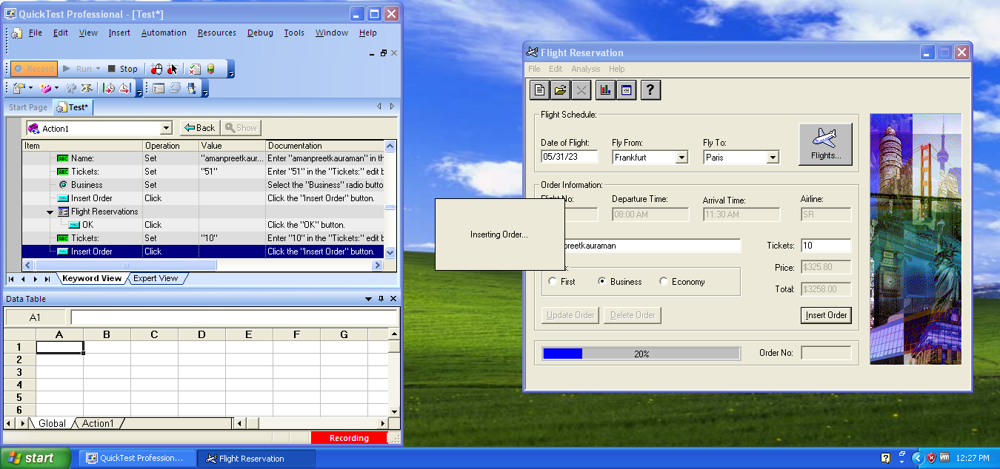 QuickTest Professional - [Test*]
File Edit View Insert Automation Resources Debug Tools Window Help
Record Run Stop
Start Page Test*
Action1 Back Show
Item Operation Value Documentation
ABC Name: Set "amanpreetkaur... Enter "amanpreetkauraman" in th
ABC Tickets: Set "51" Enter "51" in the "Tickets:" edit b
Business Set Select the "Business" radio butto
Insert Order Click Click the "Insert Order" button.
Flight Reservations
OK Click Click the "OK" button.
ABC Tickets: Set "10" Enter "10" in the "Tickets:" edit b
Insert Order Click Click the "Insert Order" button.
Keyword View Expert View
Data Table
A1
A B C D E F G
1
2
3
4
5
6
Global Action1
Recording
Flight Reservation
File Edit Analysis Help
?
Flight Schedule:
Date of Flight: Fly From: Fly To:
05/31/23 Frankfurt Paris
Flights...
Order Information:
Flight No: Departure Time: Arrival Time: Airline:
08:00 AM 11:30 AM SR
Inserting Order...
preetkauraman Tickets: 10
Price: $325.80
First Business Economy
Total: $3258.00
Update Order Delete Order Insert Order
20% Order No:
start QuickTest Profession... Flight Reservation ? vm 12:27 PM